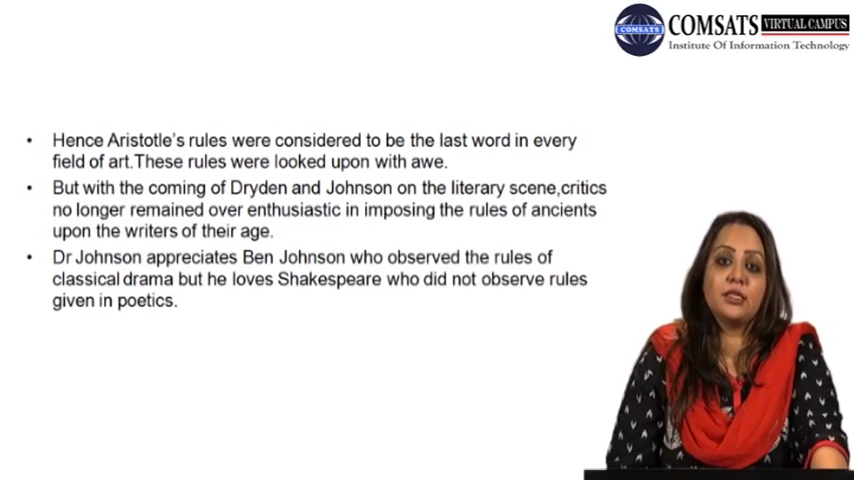 COMSATS VIRTUAL CAMPUS
Institute Of Information Technology
COMSATS
• Hence Aristotle's rules were considered to be the last word in every
field of art.These rules were looked upon with awe.
• But with the coming of Dryden and Johnson on the literary scene,critics
no longer remained over enthusiastic in imposing the rules of ancients
upon the writers of their age.
• Dr Johnson appreciates Ben Johnson who observed the rules of
classical drama but he loves Shakespeare who did not observe rules
given in poetics.